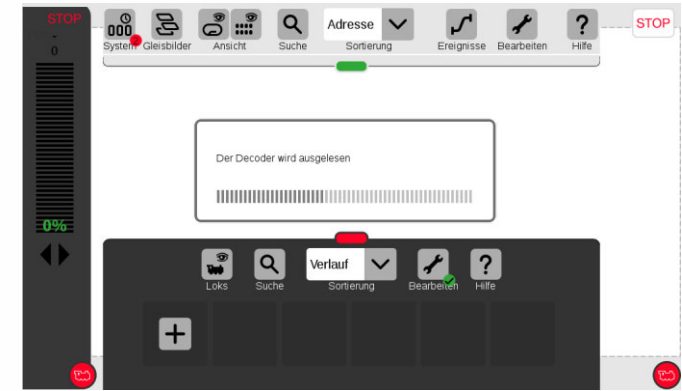 STOP
-
0
0%
System
2
Gleisbilder
Ansicht
Suche
Adresse
Sortierung
Ereignisse
Bearbeiten
?
Hilfe
STOP
Der Decoder wird ausgelesen
Loks
Suche
Verlauf
Sortierung
Bearbeiten
?
Hilfe